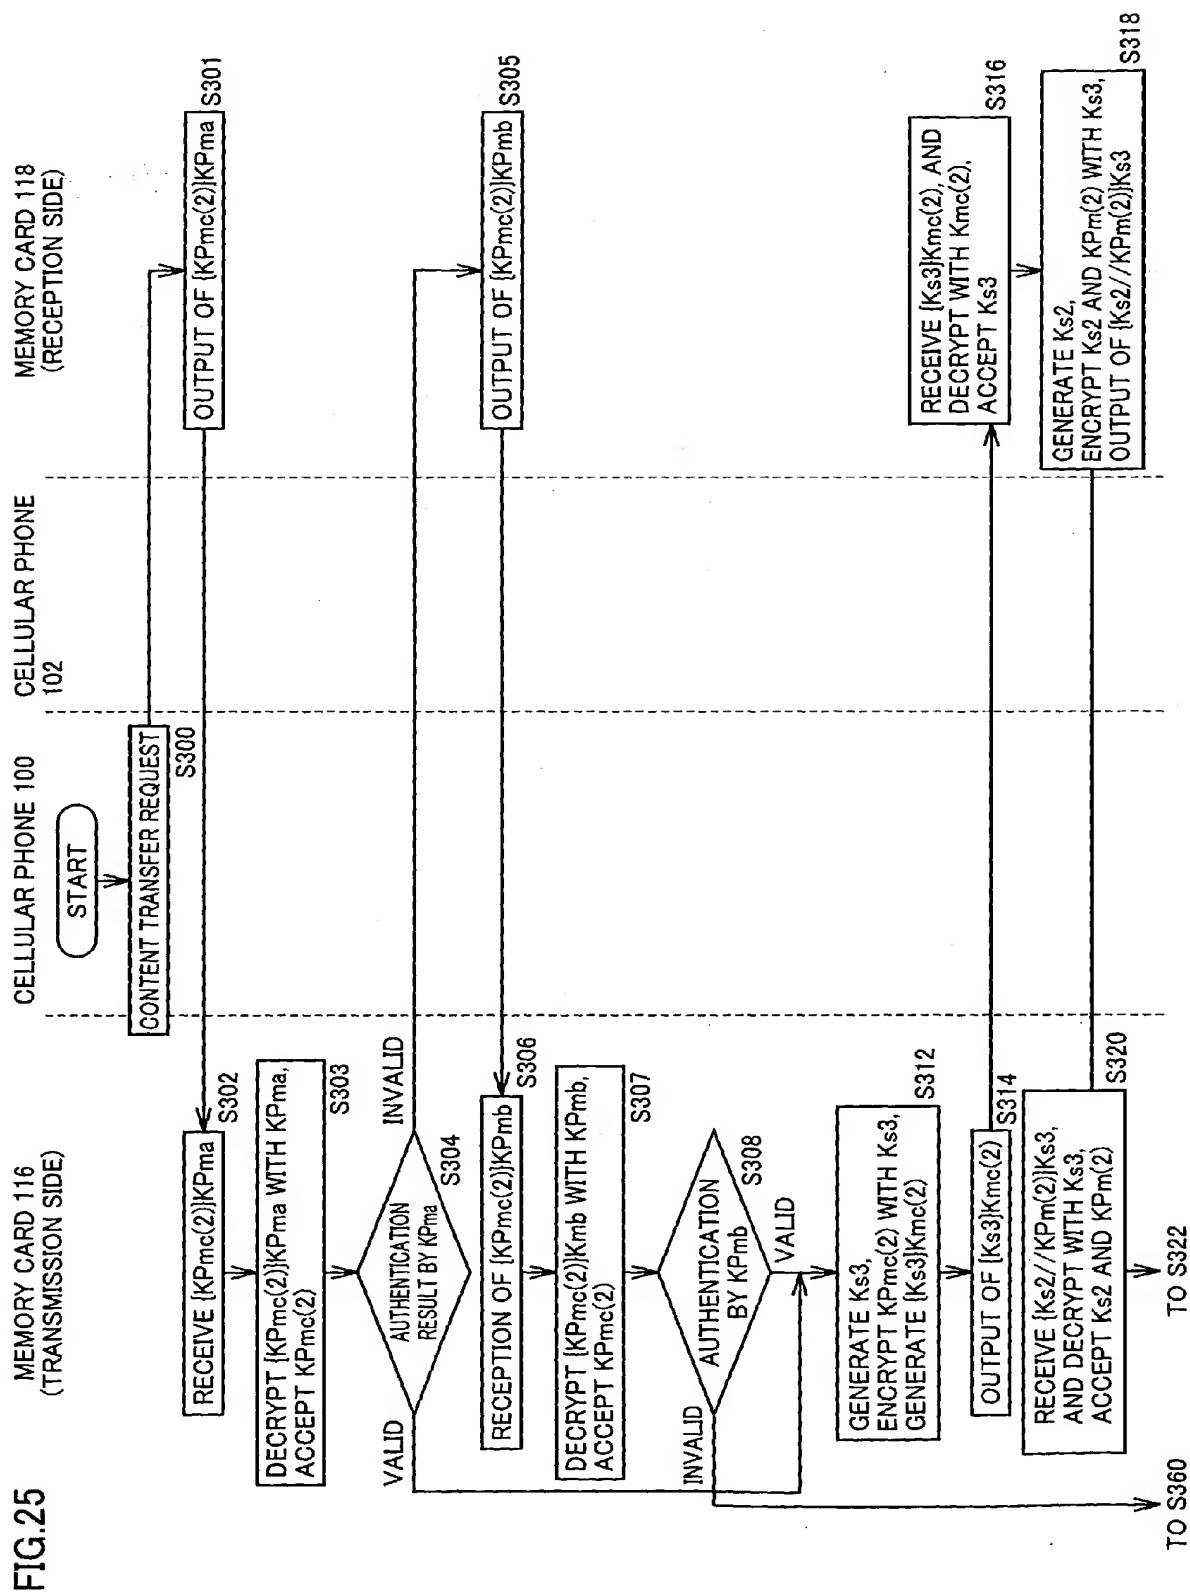 FIG.25
MEMORY CARD 116
(TRANSMISSION SIDE)
CELLULAR PHONE 100
CELLULAR PHONE
102
MEMORY CARD 118
(RECEPTION SIDE)
START
CONTENT TRANSFER REQUEST
S300
OUTPUT OF {KPmc(2)}KPma
S301
RECEIVE {KPmc(2)}KPma
S302
DECRYPT {KPmc(2)}KPma WITH KPma,
ACCEPT KPmc(2)
S303
AUTHENTICATION
RESULT BY KPma
S304
VALID
INVALID
OUTPUT OF {KPmc(2)}KPmb
S305
RECEPTION OF {KPmc(2)}KPmb
S306
DECRYPT {KPmc(2)}Kmb WITH KPmb,
ACCEPT KPmc(2)
S307
AUTHENTICATION
BY KPmb
S308
INVALID
VALID
GENERATE Ks3,
ENCRYPT KPmc(2) WITH Ks3,
GENERATE {Ks3}Kmc(2)
S312
OUTPUT OF {Ks3}Kmc(2)
S314
RECEIVE {Ks3}Kmc(2), AND
DECRYPT WITH Kmc(2),
ACCEPT Ks3
S316
GENERATE Ks2,
ENCRYPT Ks2 AND KPm(2) WITH Ks3,
OUTPUT OF {Ks2//KPm(2)}Ks3
S318
RECEIVE {Ks2//KPm(2)}Ks3,
AND DECRYPT WITH Ks3,
ACCEPT Ks2 AND KPm(2)
S320
TO S360
TO S322